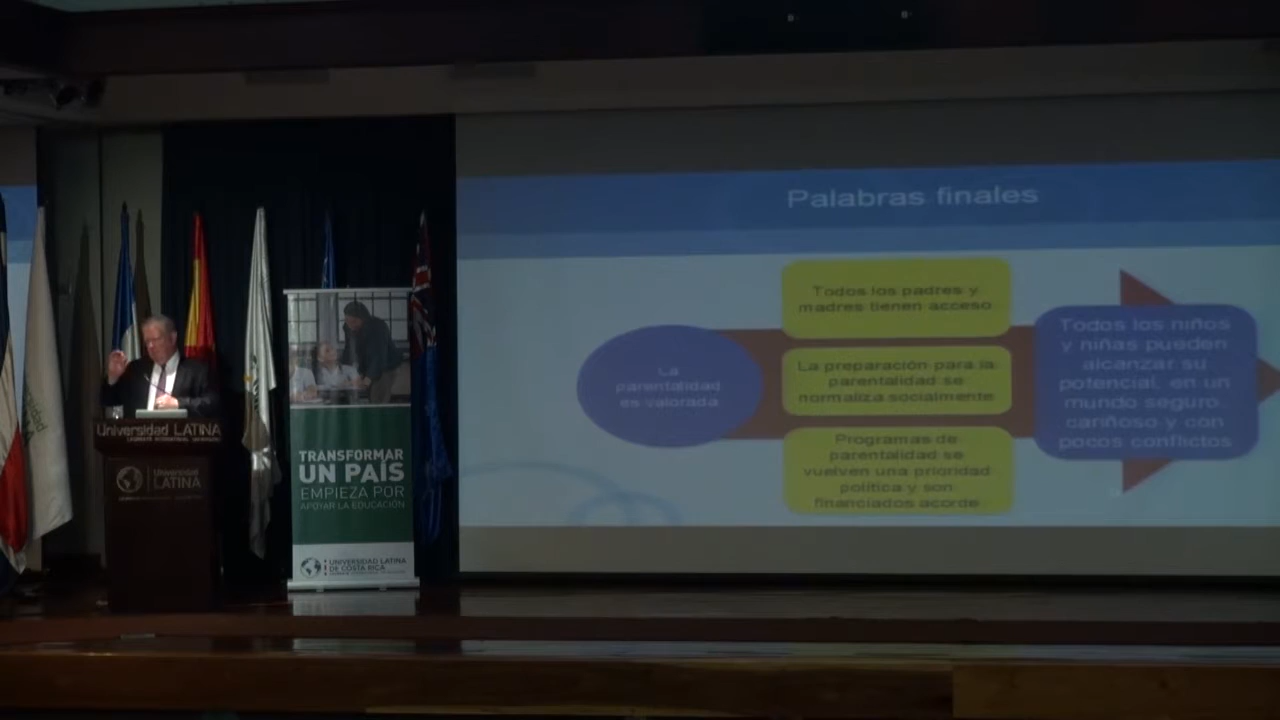 Palabras finales
La
parentalidad
es valorada
Todos los padres y
madres tienen acceso
La preparación para la
parentalidad se
normaliza socialmente
Programas de
parentalidad se
vuelven una prioridad
política y son
financiados acorde
Todos los niños
y niñas pueden
alcanzar su
potencial, en un
mundo seguro,
cariñoso y con
pocos conflictos
Universidad LATINA
Universidad
LATINA
TRANSFORMAR
UN PAÍS
EMPIEZA POR
APOYAR LA EDUCACIÓN
UNIVERSIDAD LATINA
DE COSTA RICA